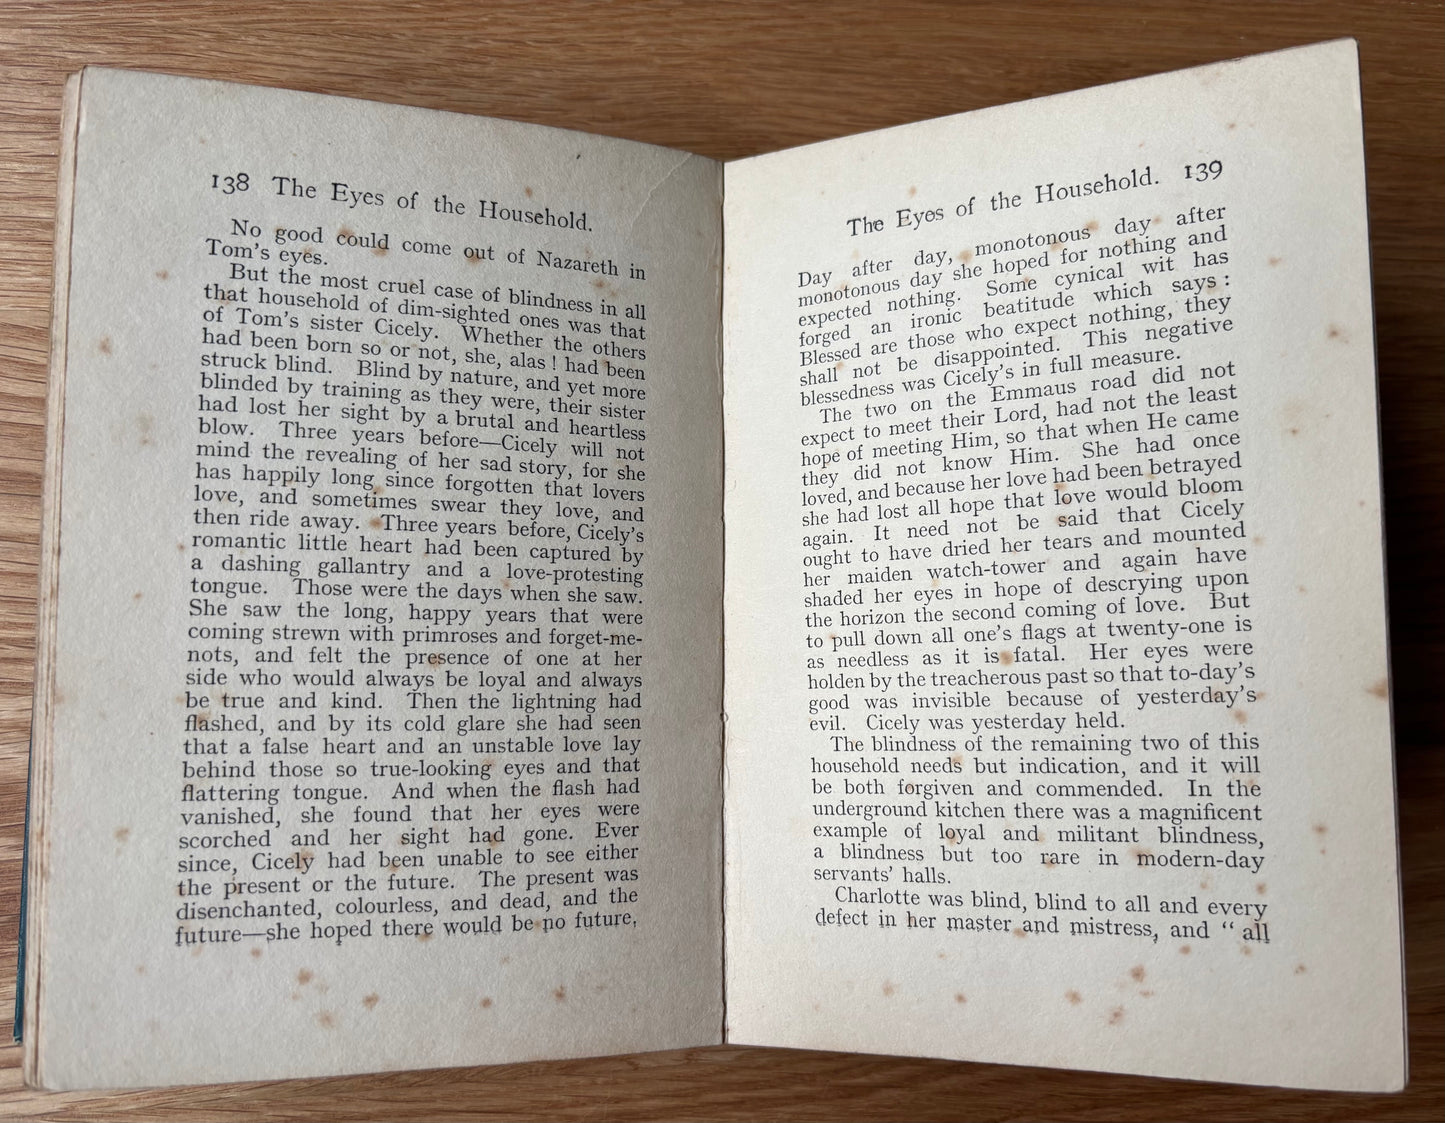 138 The Eyes of the Household.
No good could come out of Nazareth in
Tom's eyes.
But the most cruel case of blindness in all
that household of dim-sighted ones was that
of Tom's sister Cicely. Whether the others
had been born so or not, she, alas! had been
struck blind. Blind by nature, and yet more
blinded by training as they were, their sister
had lost her sight by a brutal and heartless
blow. Three years before—Cicely will not
mind the revealing of her sad story, for she
has happily long since forgotten that lovers
love, and sometimes swear they love, and
then ride away. Three years before, Cicely's
romantic little heart had been captured by
a dashing gallantry and a love-protesting
tongue. Those were the days when she saw.
She saw the long, happy years that were
coming strewn with primroses and forget-me-
nots, and felt the presence of one at her
side who would always be loyal and always
be true and kind. Then the lightning had
flashed, and by its cold glare she had seen
that a false heart and an unstable love lay
behind those so true-looking eyes and that
flattering tongue. And when the flash had
vanished, she found that her eyes were
scorched and her sight had gone. Ever
since, Cicely had been unable to see either
the present or the future. The present was
disenchanted, colourless, and dead, and the
future—she hoped there would be no future.
The Eyes of the Household. 139
Day after day, monotonous day after
monotonous day she hoped for nothing and
expected nothing. Some cynical wit has
forged an ironic beatitude which says:
Blessed are those who expect nothing, they
shall not be disappointed. This negative
blessedness was Cicely's in full measure.
The two on the Emmaus road did not
expect to meet their Lord, had not the least
hope of meeting Him, so that when He came
they did not know Him. She had once
loved, and because her love had been betrayed
she had lost all hope that love would bloom
again. It need not be said that Cicely
ought to have dried her tears and mounted
her maiden watch-tower and again have
shaded her eyes in hope of descrying upon
the horizon the second coming of love. But
to pull down all one's flags at twenty-one is
as needless as it is fatal. Her eyes were
holden by the treacherous past so that to-day's
good was invisible because of yesterday's
evil. Cicely was yesterday held.
The blindness of the remaining two of this
household needs but indication, and it will
be both forgiven and commended. In the
underground kitchen there was a magnificent
example of loyal and militant blindness,
a blindness but too rare in modern-day
servants' halls.
Charlotte was blind, blind to all and every
defect in her master and mistress, and "all